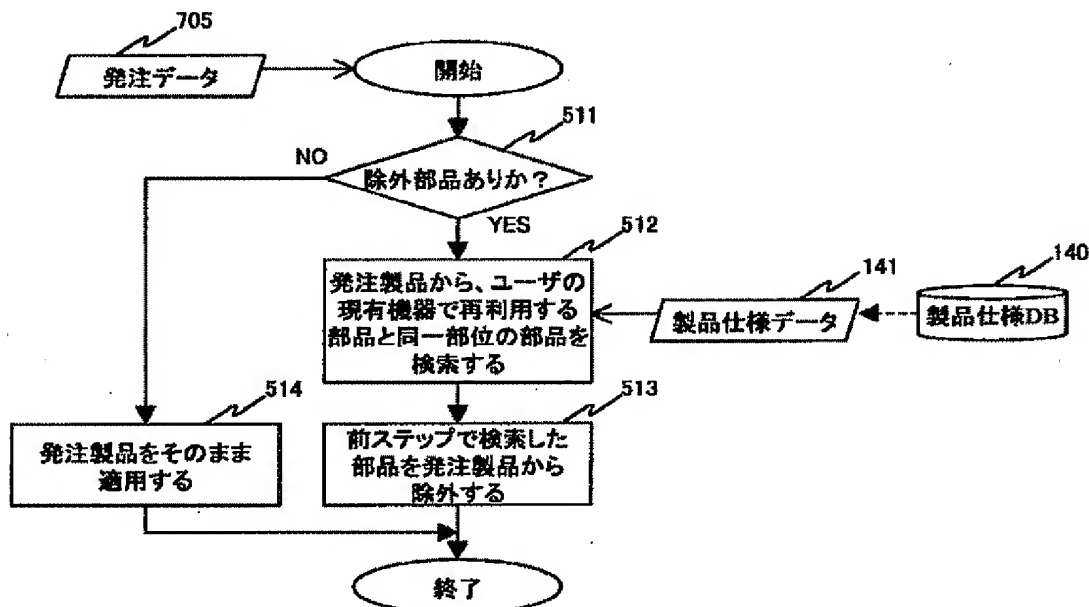 705
発注データ
開始
511
NO
除外部品ありか？
YES
512
発注製品から、ユーザの
現有機器で再利用する
部品と同一部位の部品を
検索する
141
製品仕様データ
140
製品仕様DB
514
発注製品をそのまま
適用する
513
前ステップで検索した
部品を発注製品から
除外する
終了